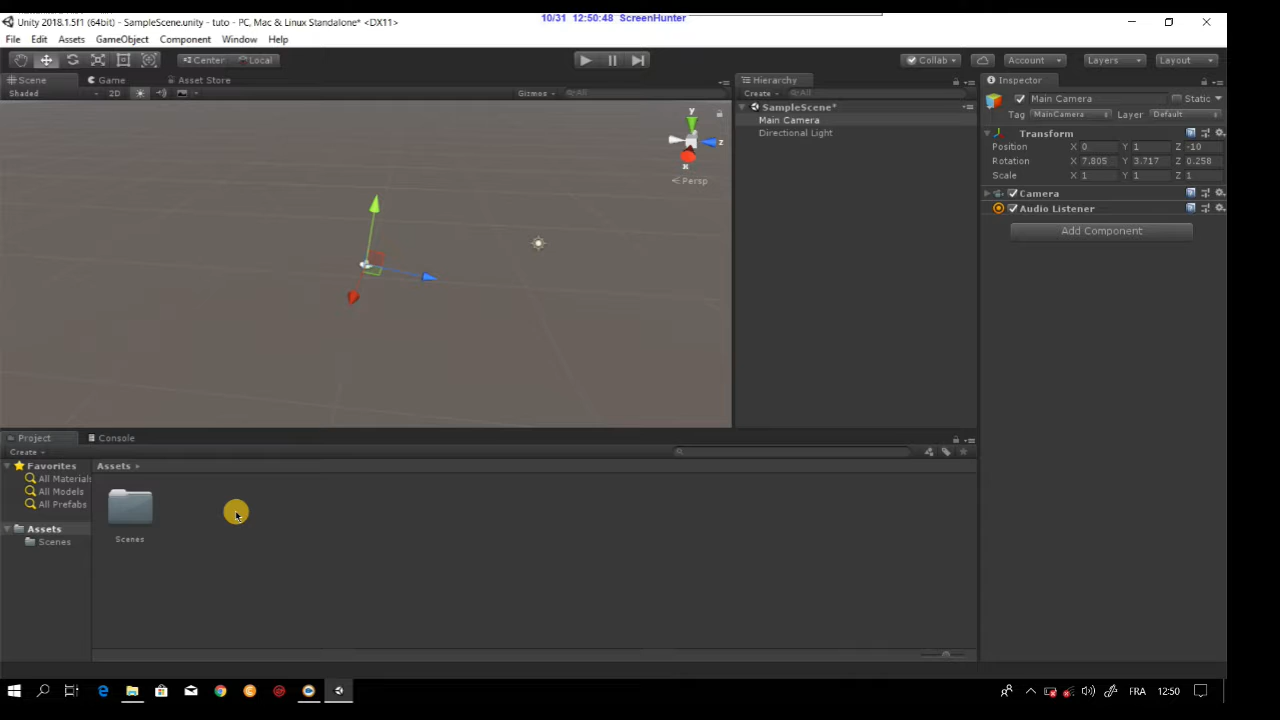 10/31 12:50:48 ScreenHunter
Unity 2018.1.5f1 (64bit) - SampleScene.unity - tuto - PC, Mac & Linux Standalone* <DX11>
File Edit Assets GameObject Component Window Help
Center Local Collab Account Layers Layout
Scene Game Asset Store
Shaded 2D Gizmos All
y
z
x
Persp
Hierarchy
Create All
SampleScene*
Main Camera
Directional Light
Inspector
Main Camera Static
Tag MainCamera Layer Default
Transform
Position X 0 Y 1 Z -10
Rotation X 7.805 Y 3.717 Z 0.258
Scale X 1 Y 1 Z 1
Camera
Audio Listener
Add Component
Project Console
Create
Favorites
All Materials
All Models
All Prefabs
Assets
Scenes
Assets
Scenes
FRA 12:50